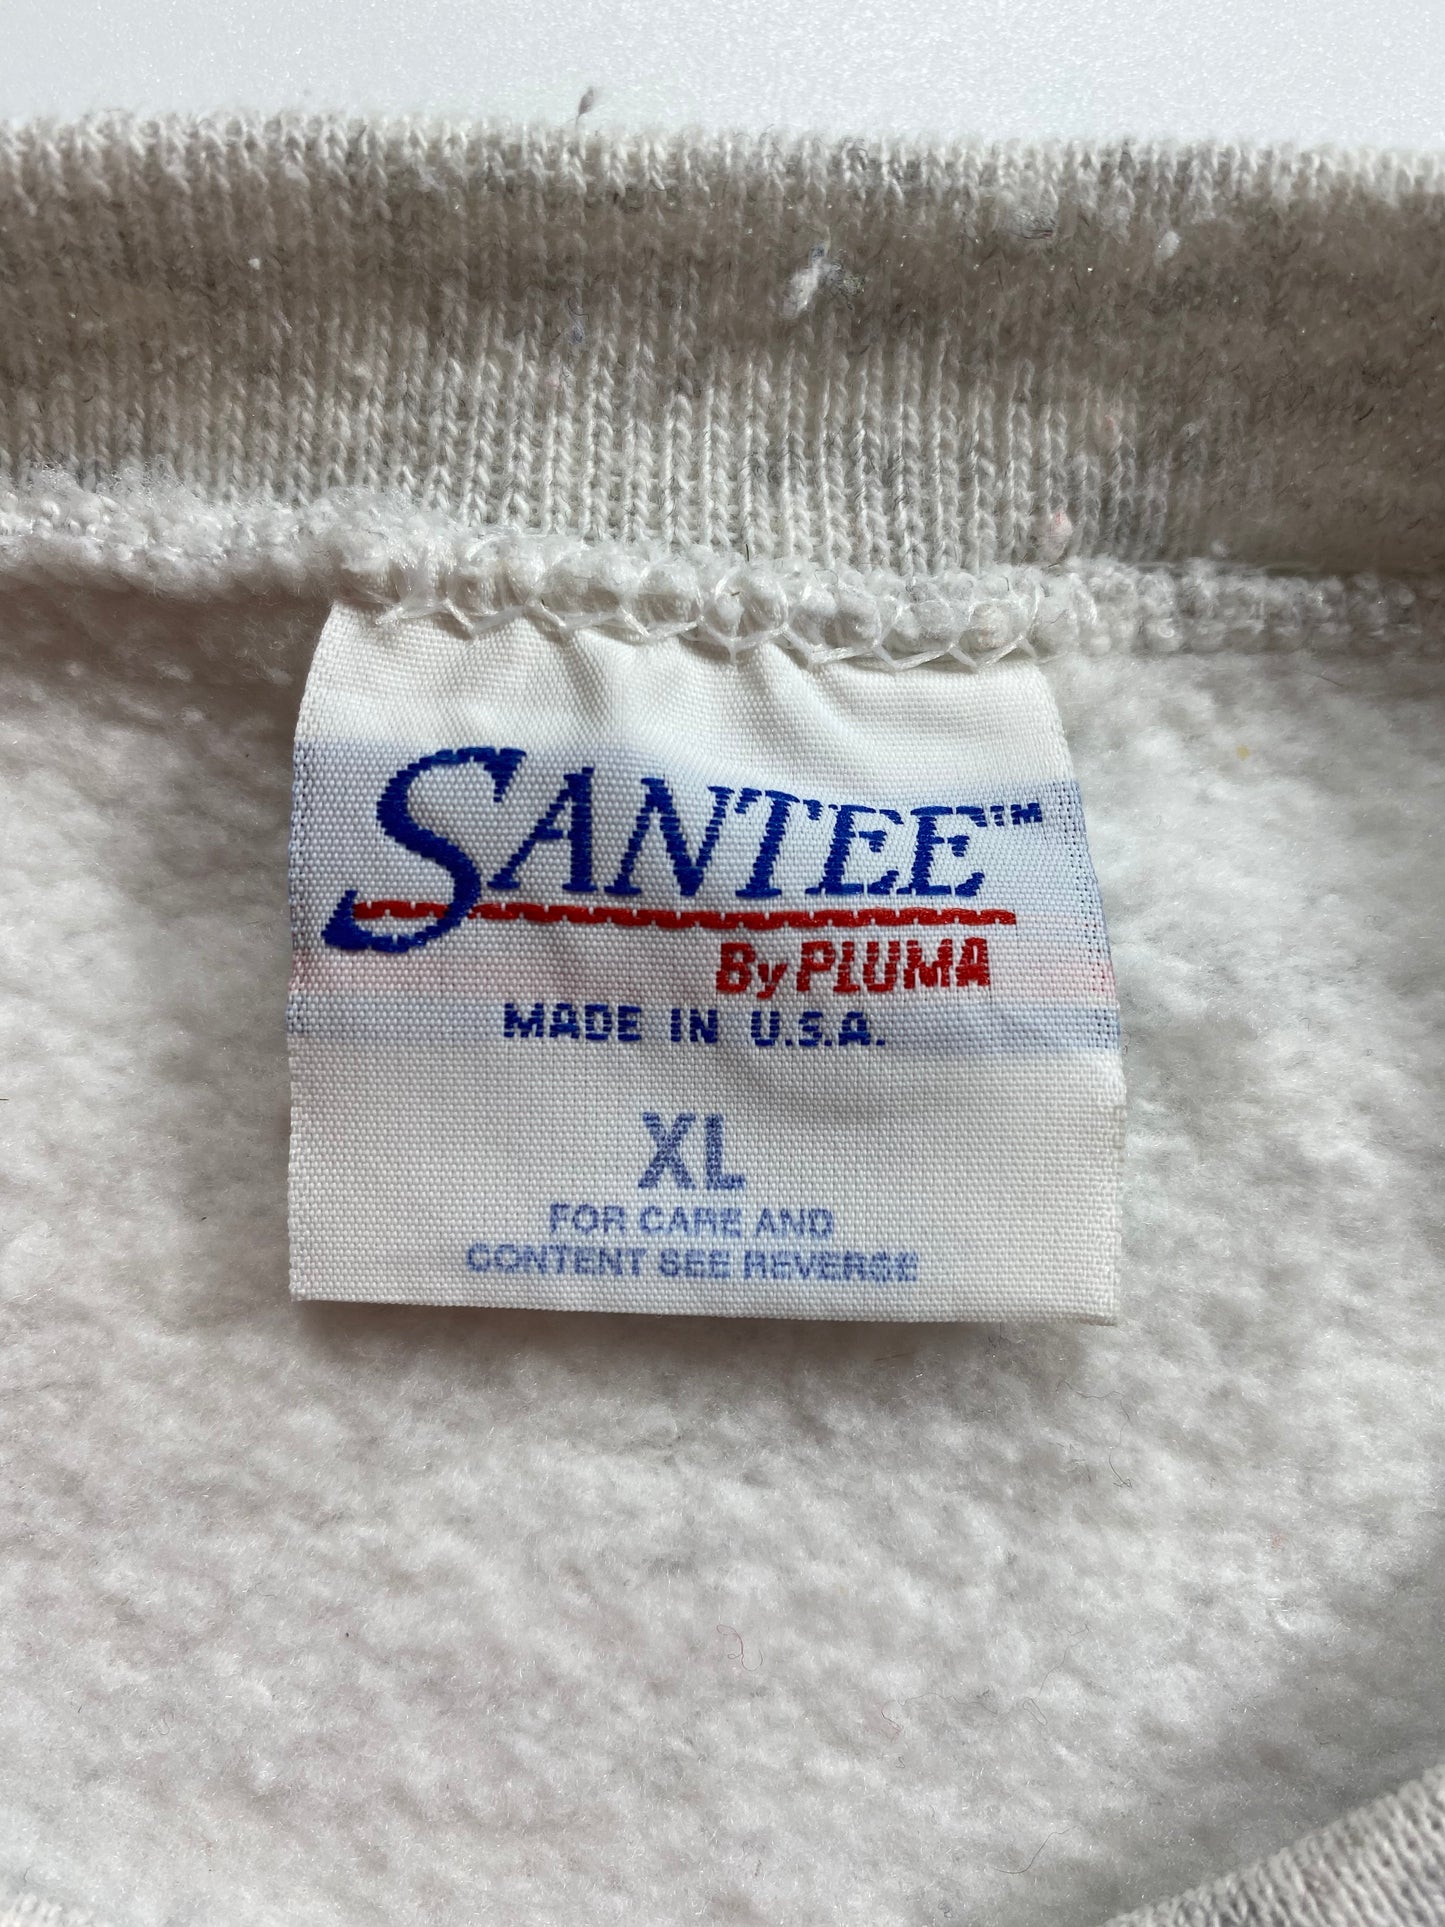 SANTEE™
By PLUMA
MADE IN U.S.A.
XL
FOR CARE AND
CONTENT SEE REVERSE